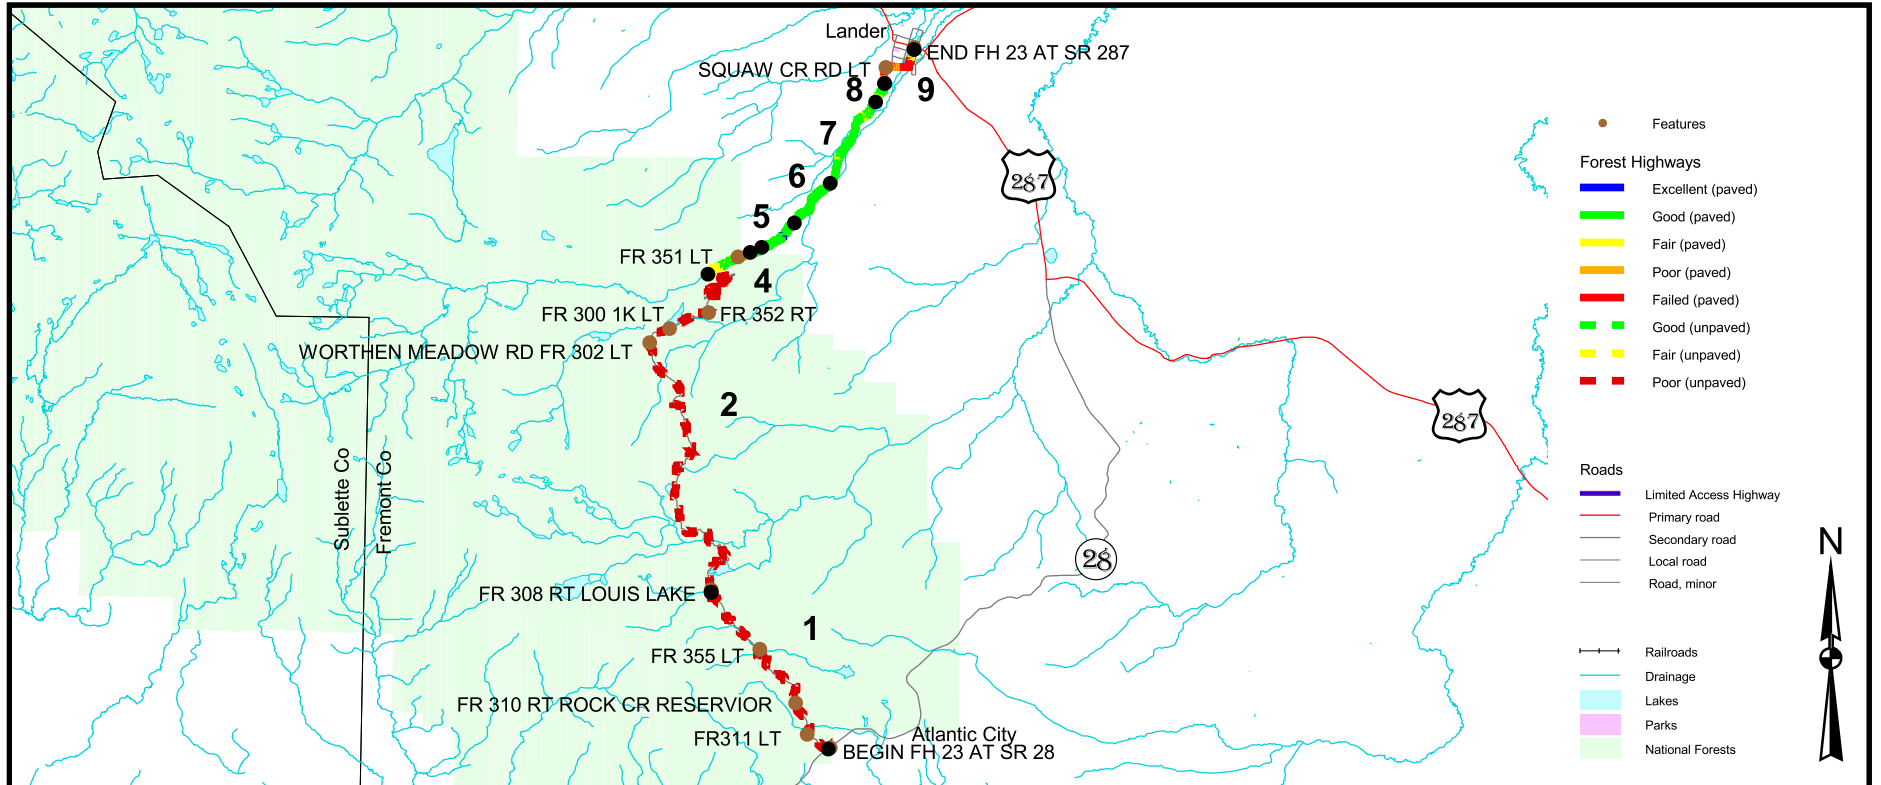 Lander
END FH 23 AT SR 287
SQUAW CR RD LT
8
9
7
6
287
5
FR 351 LT
4
FR 300 1K LT
FR 352 RT
WORTHEN MEADOW RD FR 302 LT
2
287
Sublette Co
Fremont Co
28
FR 308 RT LOUIS LAKE
1
FR 355 LT
FR 310 RT ROCK CR RESERVIOR
FR311 LT
Atlantic City
BEGIN FH 23 AT SR 28
Features
Forest Highways
Excellent (paved)
Good (paved)
Fair (paved)
Poor (paved)
Failed (paved)
Good (unpaved)
Fair (unpaved)
Poor (unpaved)
Roads
Limited Access Highway
Primary road
Secondary road
Local road
Road, minor
Railroads
Drainage
Lakes
Parks
National Forests
N